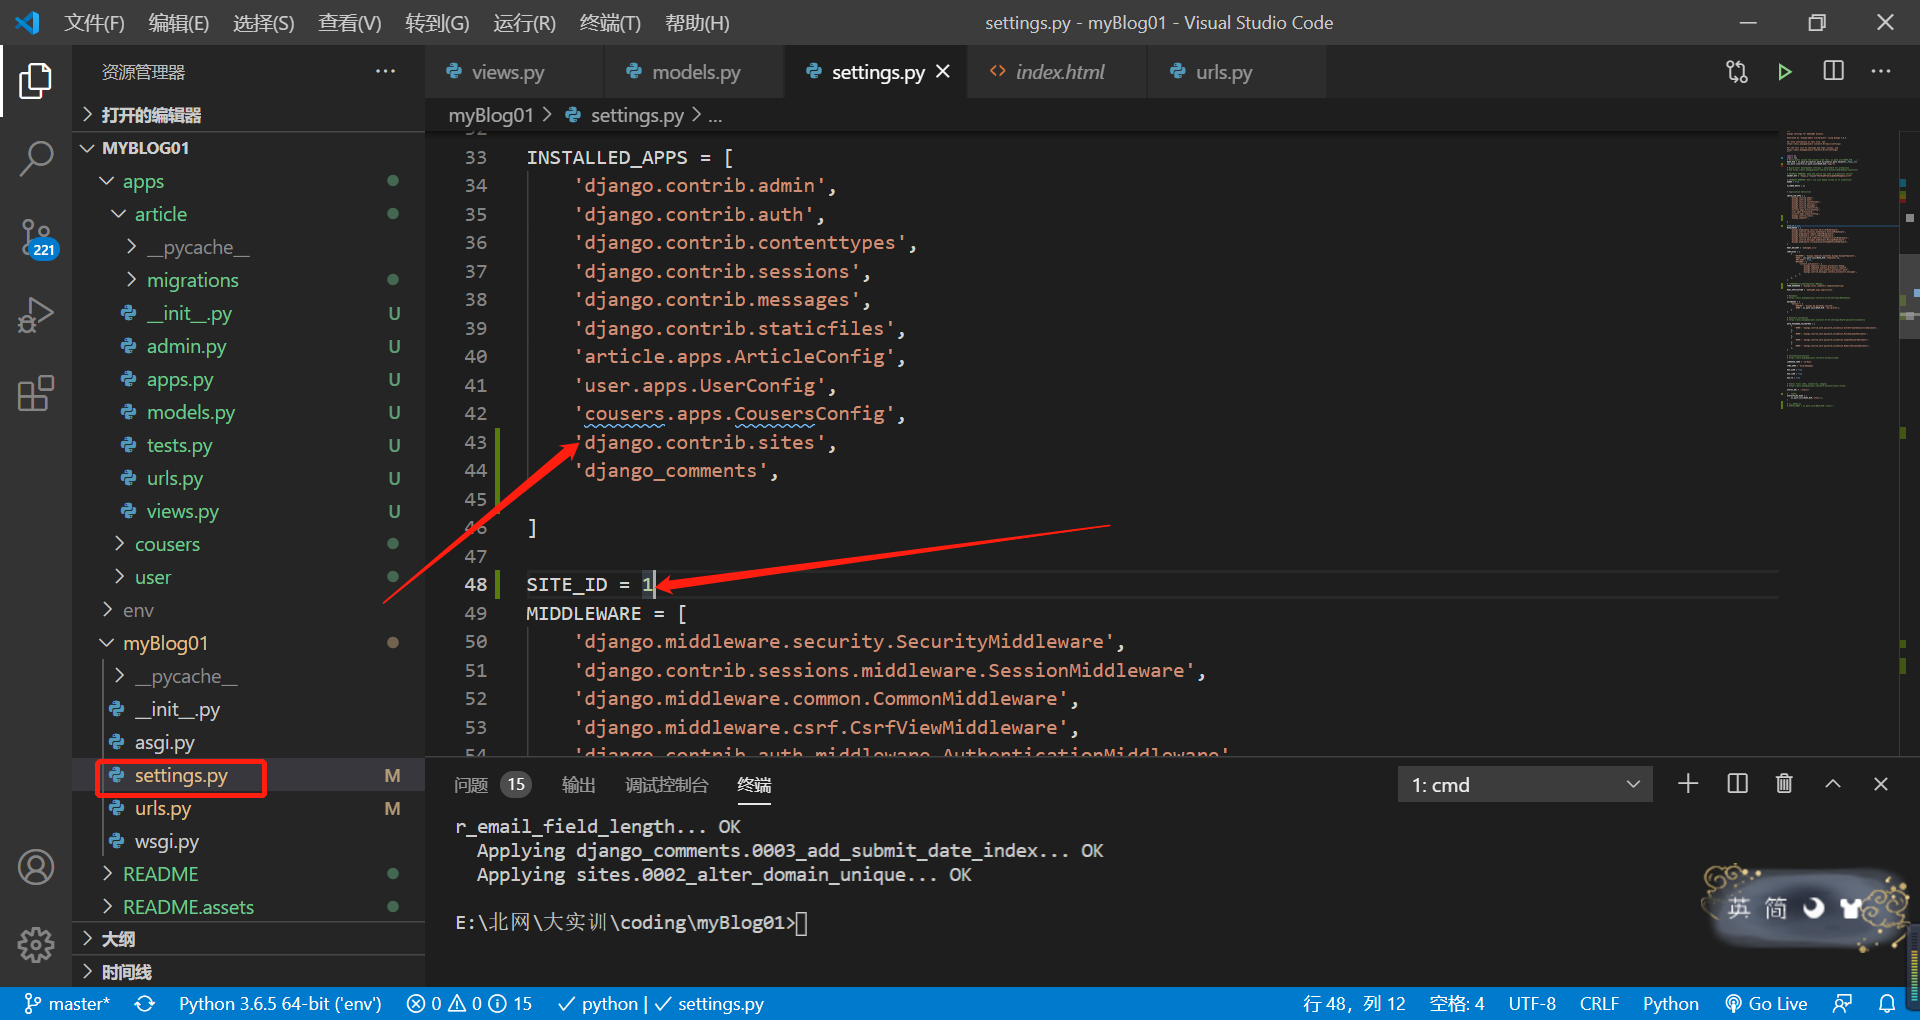 文件(F) 编辑(E) 选择(S) 查看(V) 转到(G) 运行(R) 终端(T) 帮助(H) settings.py - myBlog01 - Visual Studio Code
资源管理器
打开的编辑器
MYBLOG01
apps
article
__pycache__
migrations
__init__.py U
admin.py U
apps.py U
models.py U
tests.py U
urls.py U
views.py U
cousers
user
env
myBlog01
__pycache__
__init__.py
asgi.py
settings.py M
urls.py M
wsgi.py
README
README.assets
大纲
时间线
221
views.py models.py settings.py index.html urls.py
myBlog01 > settings.py > ...
33 INSTALLED_APPS = [
34 'django.contrib.admin',
35 'django.contrib.auth',
36 'django.contrib.contenttypes',
37 'django.contrib.sessions',
38 'django.contrib.messages',
39 'django.contrib.staticfiles',
40 'article.apps.ArticleConfig',
41 'user.apps.UserConfig',
42 'cousers.apps.CousersConfig',
43 'django.contrib.sites',
44 'django_comments',
45
46 ]
47
48 SITE_ID = 1
49 MIDDLEWARE = [
50 'django.middleware.security.SecurityMiddleware',
51 'django.contrib.sessions.middleware.SessionMiddleware',
52 'django.middleware.common.CommonMiddleware',
53 'django.middleware.csrf.CsrfViewMiddleware',
54 'django.contrib.auth.middleware.AuthenticationMiddleware'
问题 15 输出 调试控制台 终端 1: cmd
r_email_field_length... OK
Applying django_comments.0003_add_submit_date_index... OK
Applying sites.0002_alter_domain_unique... OK
E:\北网\大实训\coding\myBlog01>
英 简
master* Python 3.6.5 64-bit ('env') 0 0 15 python | settings.py 行 48，列 12 空格: 4 UTF-8 CRLF Python Go Live